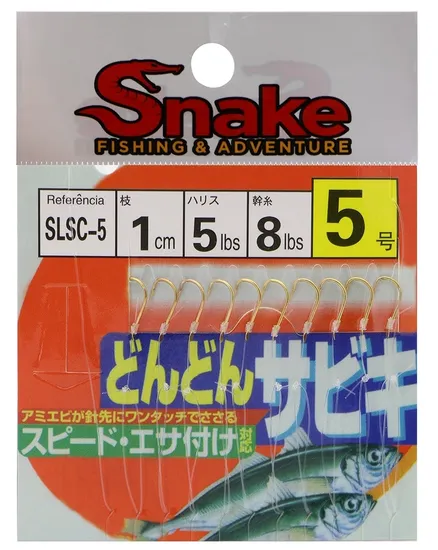 Snake
FISHING & ADVENTURE
Referência
SLSC-5
枝
1cm
ハリス
5lbs
幹糸
8lbs
5号
どんどんサビキ
アミエビが針先にワンタッチでささる
スピード・エサ付け対応